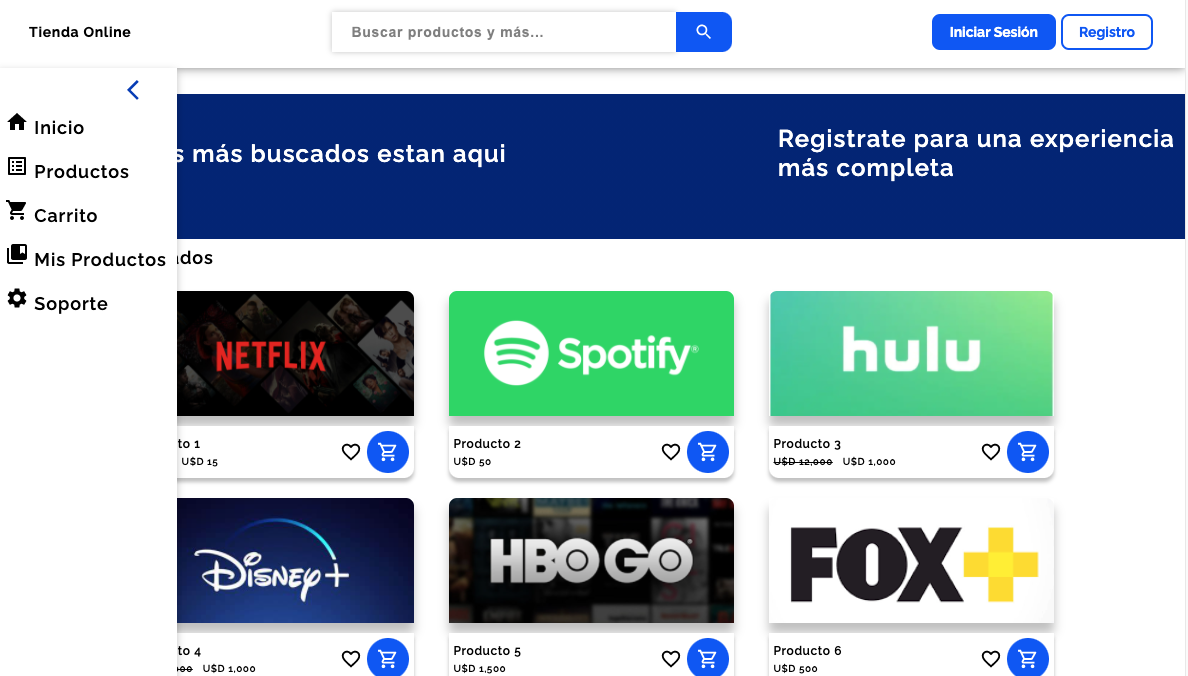 Tienda Online
Buscar productos y más...
Iniciar Sesión
Registro
Inicio
Productos
Carrito
Mis Productos
Soporte
s más buscados estan aqui
Registrate para una experiencia
más completa
ados
NETFLIX
Spotify®
hulu
to 1
U$D 15
Producto 2
U$D 50
Producto 3
U$D 12,000 U$D 1,000
Disney+
HBO GO
FOX+
to 4
U$D 1,000
Producto 5
U$D 1,500
Producto 6
U$D 500